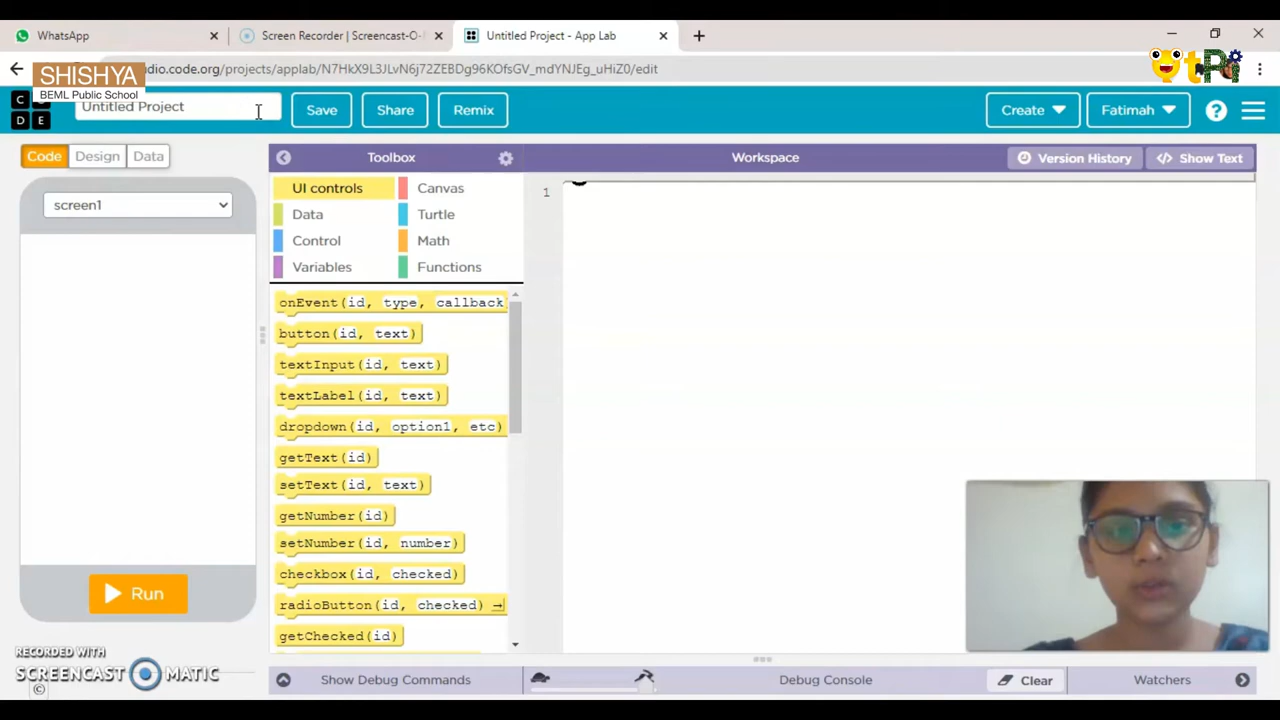 WhatsApp
Screen Recorder | Screencast-O-
Untitled Project - App Lab
dio.code.org/projects/applab/N7HkX9L3JLvN6j72ZEBDg96KOfsGV_mdYNJEg_uHiZ0/edit
SHISHYA
BEML Public School
OtPi
CODE
Untitled Project
Save
Share
Remix
Create
Fatimah
?
Code
Design
Data
Toolbox
Workspace
Version History
</> Show Text
screen1
UI controls
Canvas
Data
Turtle
Control
Math
Variables
Functions
1
onEvent(id, type, callback
button(id, text)
textInput(id, text)
textLabel(id, text)
dropdown(id, option1, etc)
getText(id)
setText(id, text)
getNumber(id)
setNumber(id, number)
checkbox(id, checked)
radioButton(id, checked) →
getChecked(id)
Run
RECORDED WITH
SCREENCAST MATIC
©
Show Debug Commands
Debug Console
Clear
Watchers